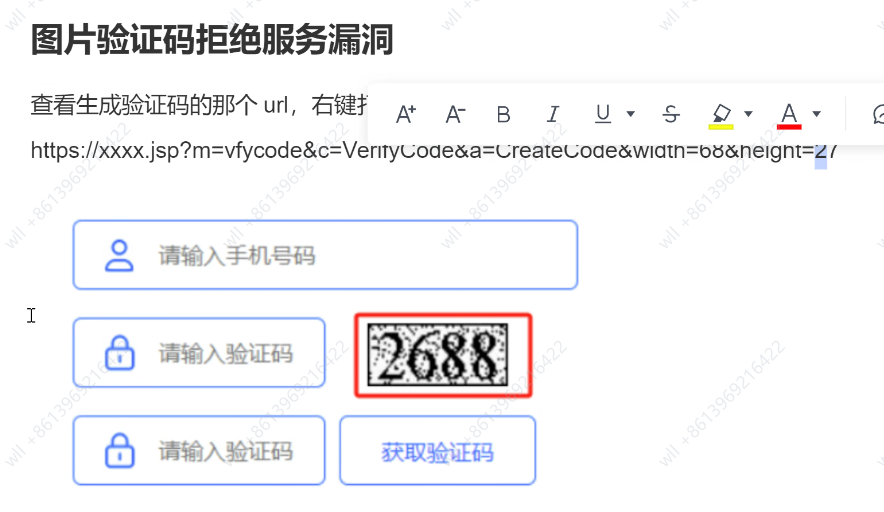 图片验证码拒绝服务漏洞
查看生成验证码的那个 url，右键
A+ A- B I U S A
https://xxxx.jsp?m=vfycode&c=VerifyCode&a=CreateCode&width=68&height=27
请输入手机号码
请输入验证码 2688
请输入验证码 获取验证码
wll +8613969216422